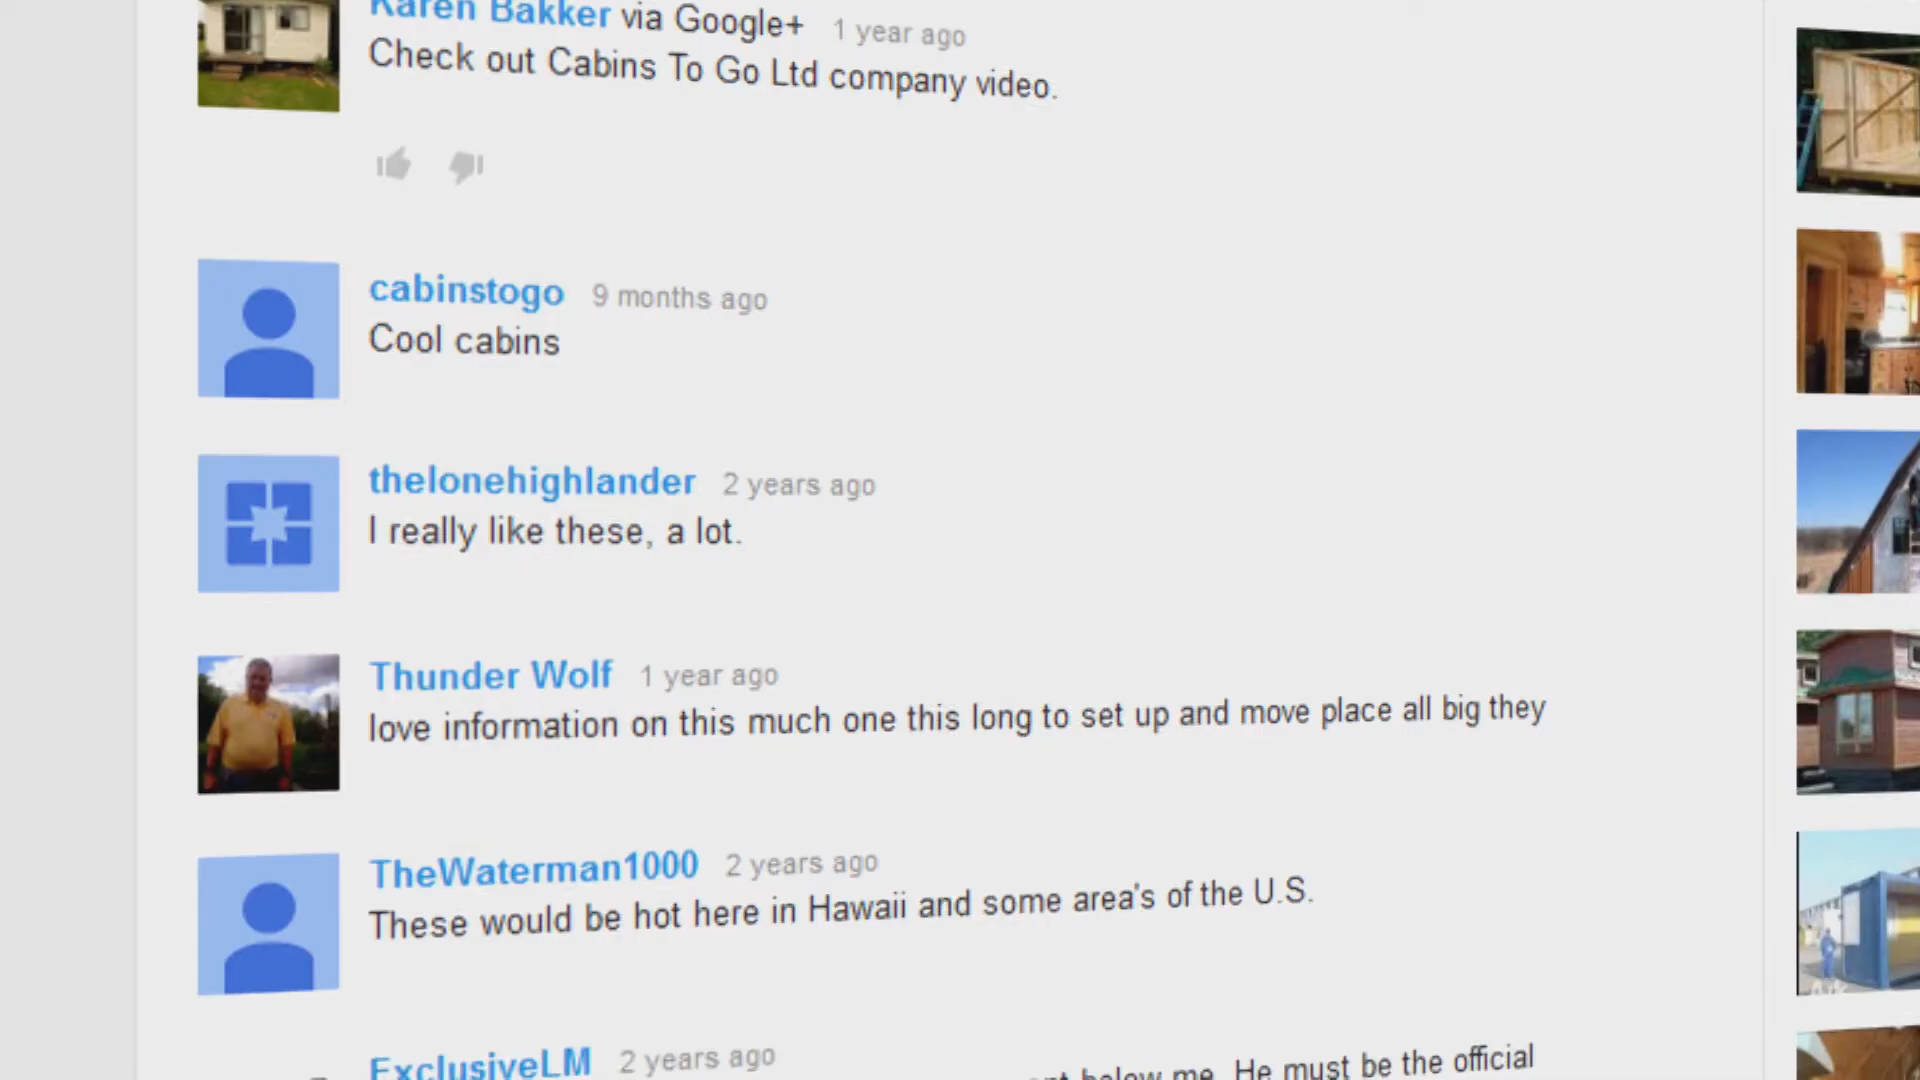 Karen Bakker via Google+ 1 year ago
Check out Cabins To Go Ltd company video.
cabinstogo 9 months ago
Cool cabins
thelonehighlander 2 years ago
I really like these, a lot.
Thunder Wolf 1 year ago
love information on this much one this long to set up and move place all big they
TheWaterman1000 2 years ago
These would be hot here in Hawaii and some area's of the U.S.
ExclusiveLM 2 years ago
below me. He must be the official